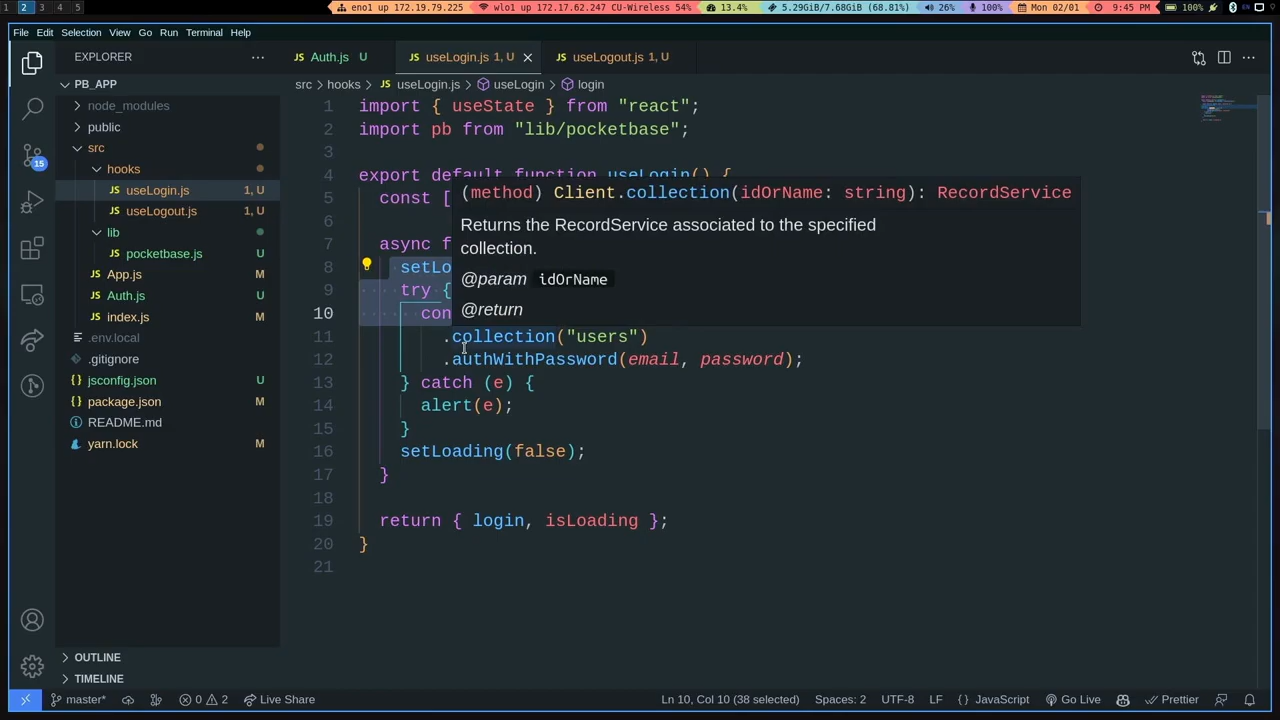 1 2 3 4 5 eno1 up 172.19.79.225 wlo1 up 172.17.62.247 CU-Wireless 54% 13.4% 5.29GiB/7.68GiB (68.81%) 26% 100% Mon 02/01 9:45 PM 100% EN
File Edit Selection View Go Run Terminal Help
EXPLORER ··· Auth.js U useLogin.js 1, U useLogout.js 1, U ···
PB_APP
src > hooks > JS useLogin.js > useLogin > login
node_modules
public
src
hooks
JS useLogin.js 1, U
JS useLogout.js 1, U
lib
JS pocketbase.js U
JS App.js M
JS Auth.js U
JS index.js M
.env.local
.gitignore M
jsconfig.json U
package.json M
README.md
yarn.lock M
15
OUTLINE
TIMELINE
1 import { useState } from "react";
2 import pb from "lib/pocketbase";
3
4 export default function useLogin() {
5 const [
6
7 async f
8 setLo
9 try {
10 con
11 .collection("users")
12 .authWithPassword(email, password);
13 } catch (e) {
14 alert(e);
15 }
16 setLoading(false);
17 }
18
19 return { login, isLoading };
20 }
21
(method) Client.collection(idOrName: string): RecordService
Returns the RecordService associated to the specified
collection.
@param idOrName
@return
master* 0 2 Live Share Ln 10, Col 10 (38 selected) Spaces: 2 UTF-8 LF { } JavaScript Go Live Prettier